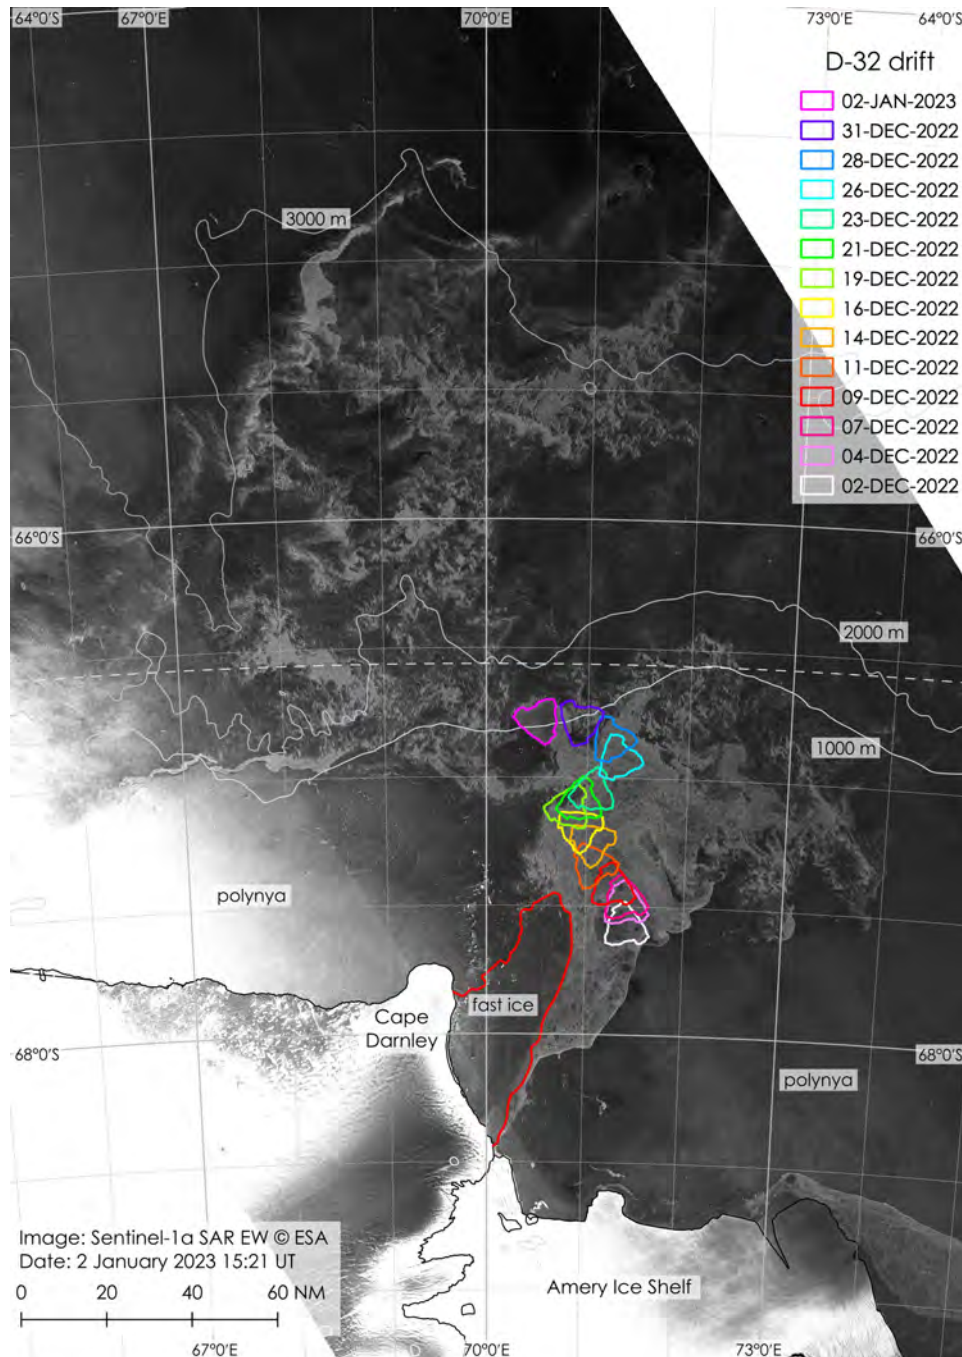 64°0'S
67°0'E
70°0'E
73°0'E
64°0'S
D-32 drift
02-JAN-2023
31-DEC-2022
28-DEC-2022
26-DEC-2022
23-DEC-2022
21-DEC-2022
19-DEC-2022
16-DEC-2022
14-DEC-2022
11-DEC-2022
09-DEC-2022
07-DEC-2022
04-DEC-2022
02-DEC-2022
3000 m
66°0'S
66°0'S
2000 m
1000 m
polynya
fast ice
Cape
Darnley
68°0'S
68°0'S
polynya
Image: Sentinel-1a SAR EW © ESA
Date: 2 January 2023 15:21 UT
0 20 40 60 NM
Amery Ice Shelf
67°0'E
70°0'E
73°0'E